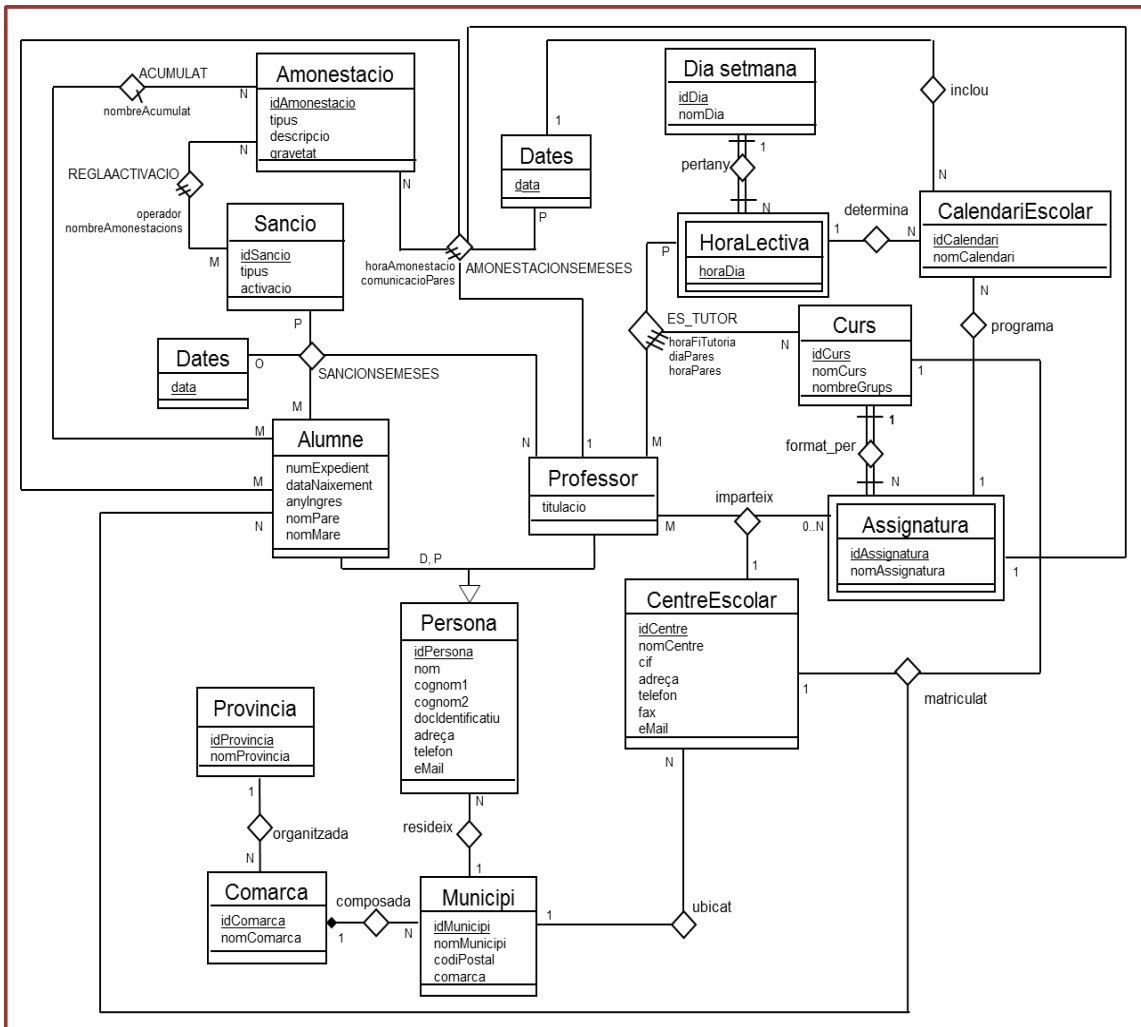 ACUMULAT
nombreAcumulat
N
Amonestacio
idAmonestacio
tipus
descripcio
gravetat
N
N
REGLAACTIVACIO
operador
nombreAmonestacions
M
Sancio
idSancio
tipus
activacio
P
Dates
data
O
SANCIONSEMESES
M
N
Dates
data
1
P
horaAmonestacio
comunicacioPares
AMONESTACIONSEMESES
Dia setmana
idDia
nomDia
1
pertany
N
inclou
N
HoraLectiva
horaDia
P
1
determina
N
CalendariEscolar
idCalendari
nomCalendari
N
programa
1
ES_TUTOR
horaFiTutoria
diaPares
horaPares
N
M
Curs
idCurs
nomCurs
nombreGrups
1
1
format_per
N
Alumne
numExpedient
dataNaixement
anyIngres
nomPare
nomMare
M
M
N
1
Professor
titulacio
M
imparteix
0..N
1
Assignatura
idAssignatura
nomAssignatura
1
D, P
Persona
idPersona
nom
cognom1
cognom2
docIdentificatiu
adreça
telefon
eMail
N
CentreEscolar
idCentre
nomCentre
cif
adreça
telefon
fax
eMail
1
N
matriculat
Provincia
idProvincia
nomProvincia
1
organitzada
N
resideix
1
Comarca
idComarca
nomComarca
composada
1
N
Municipi
idMunicipi
nomMunicipi
codiPostal
comarca
1
ubicat